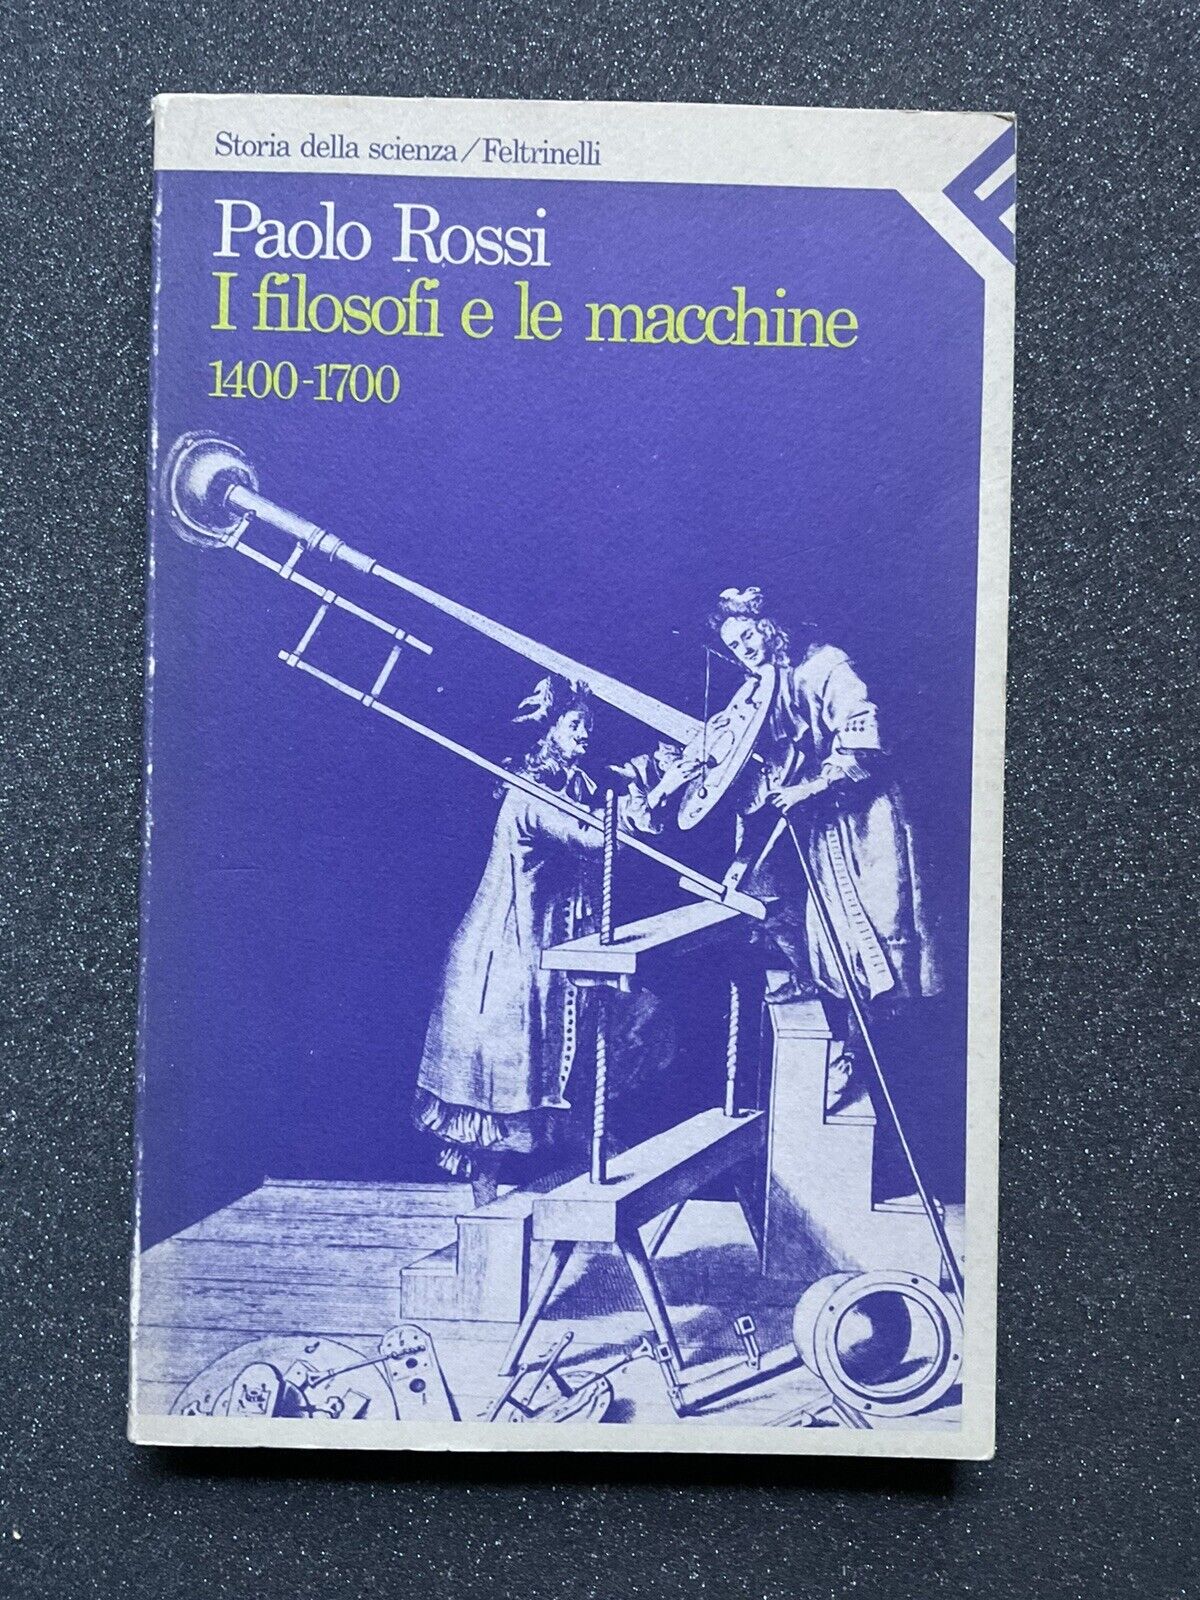 Storia della scienza/Feltrinelli
Paolo Rossi
I filosofi e le macchine
1400-1700